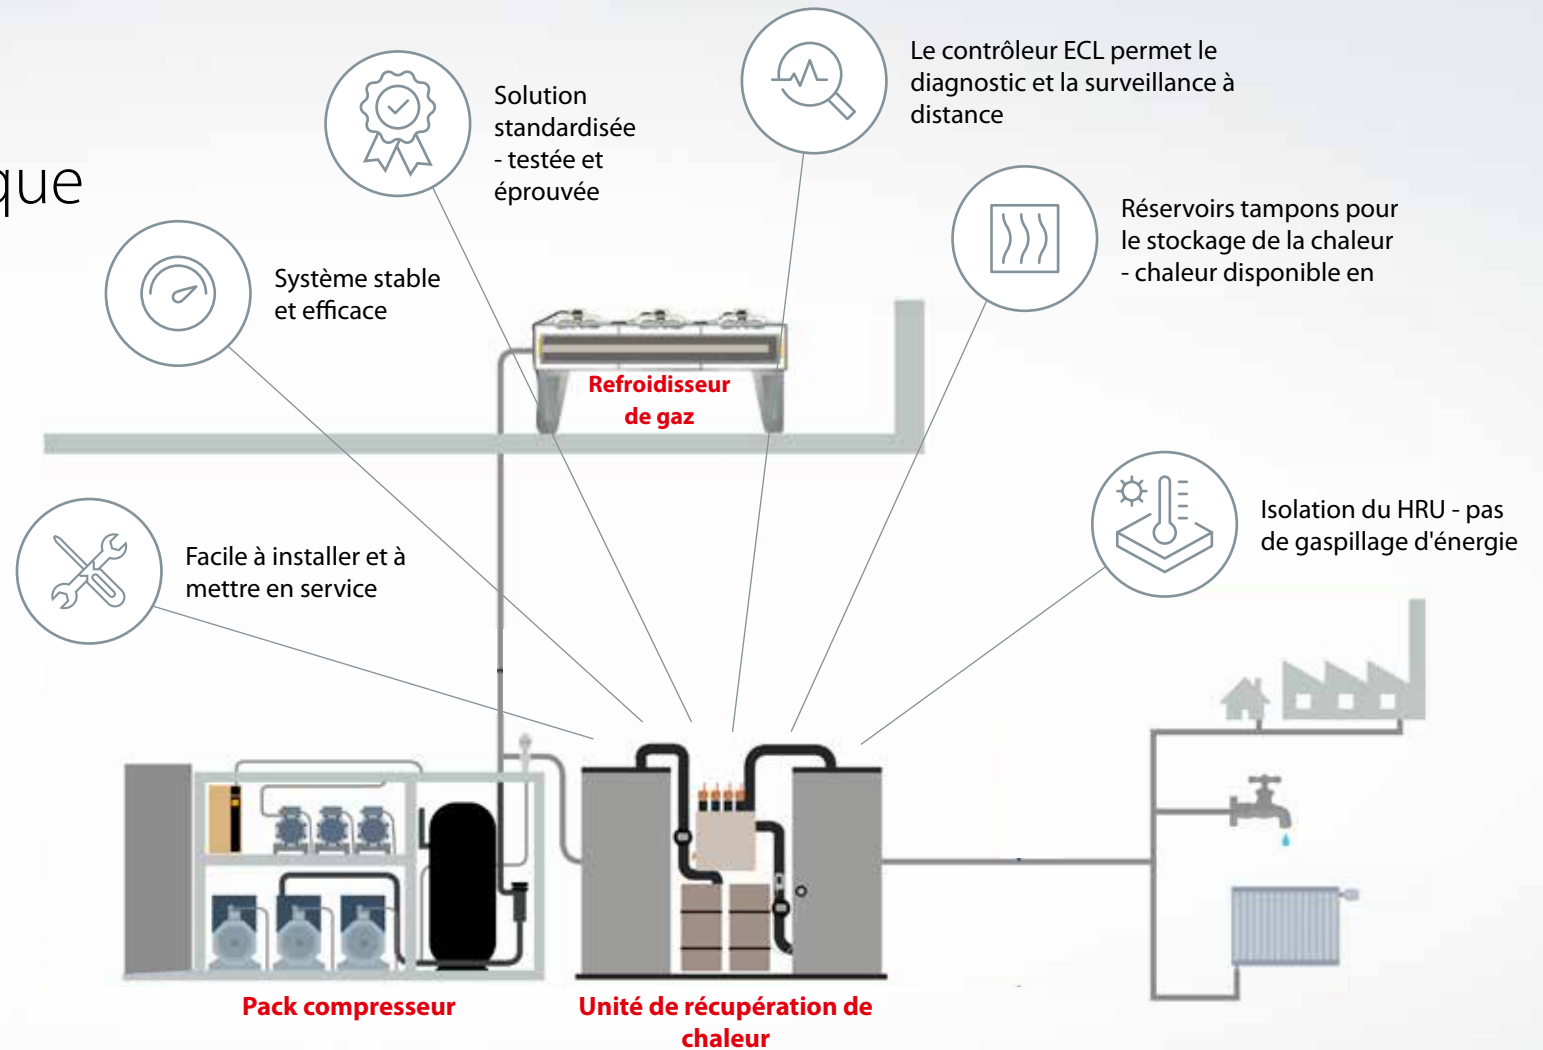 Le contrôleur ECL permet le
diagnostic et la surveillance à
distance
Solution
standardisée
- testée et
éprouvée
que
Réservoirs tampons pour
le stockage de la chaleur
- chaleur disponible en
Système stable
et efficace
Refroidisseur
de gaz
Isolation du HRU - pas
de gaspillage d'énergie
Facile à installer et à
mettre en service
Pack compresseur
Unité de récupération de
chaleur